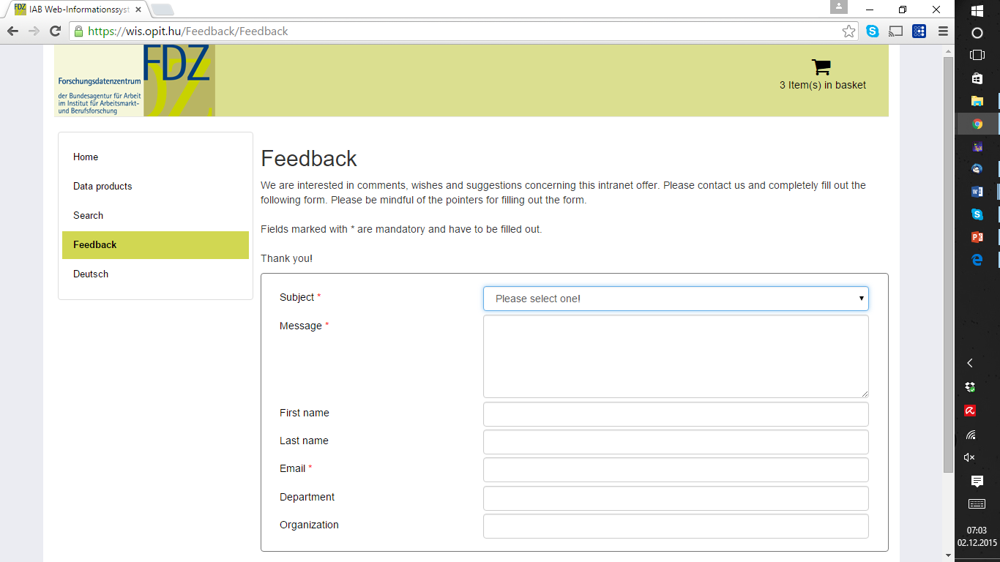 IAB Web-Informationssyst
https://wis.opit.hu/Feedback/Feedback
FDZ
Forschungsdatenzentrum
der Bundesagentur für Arbeit
im Institut für Arbeitsmarkt-
und Berufsforschung
3 Item(s) in basket
Home
Data products
Search
Feedback
Deutsch
Feedback
We are interested in comments, wishes and suggestions concerning this intranet offer. Please contact us and completely fill out the
following form. Please be mindful of the pointers for filling out the form.
Fields marked with * are mandatory and have to be filled out.
Thank you!
Subject *
Please select one!
Message *
First name
Last name
Email *
Department
Organization
07:03
02.12.2015